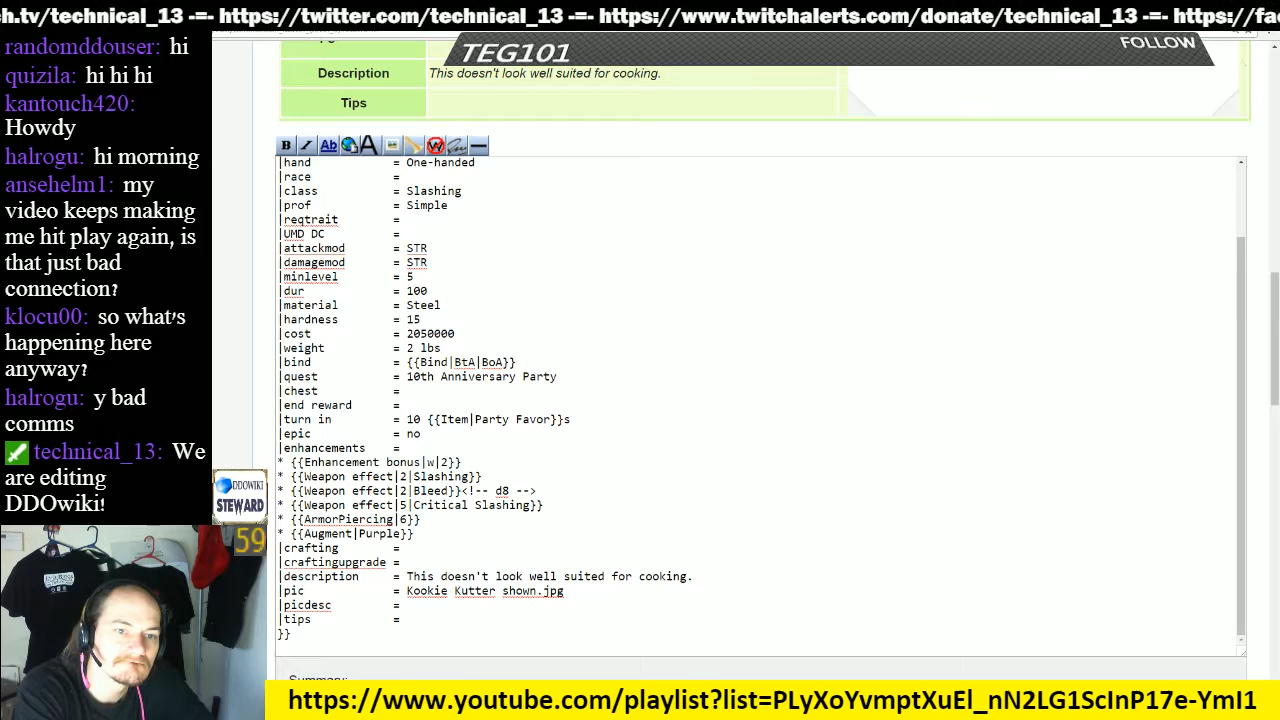 ch.tv/technical_13 -=- https://twitter.com/technical_13 -=- https://www.twitchalerts.com/donate/technical_13 -=- https://fac
randomddouser: hi
quizila: hi hi hi
kantouch420:
Howdy
halrogu: hi morning
ansehelm1: my
video keeps making
me hit play again, is
that just bad
connection?
klocu00: so what's
happening here
anyway?
halrogu: y bad
comms
technical_13: We
are editing
DDOwiki!
DDOWIKI
STEWARD
59
TEG101
FOLLOW
Description This doesn't look well suited for cooking.
Tips
B I Ab A W
|hand = One-handed
|race =
|class = Slashing
|prof = Simple
|reqtrait =
|UMD DC =
|attackmod = STR
|damagemod = STR
|minlevel = 5
|dur = 100
|material = Steel
|hardness = 15
|cost = 2050000
|weight = 2 lbs
|bind = {{Bind|BtA|BoA}}
|quest = 10th Anniversary Party
|chest =
|end reward =
|turn in = 10 {{Item|Party Favor}}s
|epic = no
|enhancements =
* {{Enhancement bonus|w|2}}
* {{Weapon effect|2|Slashing}}
* {{Weapon effect|2|Bleed}}<!-- d8 -->
* {{Weapon effect|5|Critical Slashing}}
* {{ArmorPiercing|6}}
* {{Augment|Purple}}
|crafting =
|craftingupgrade =
|description = This doesn't look well suited for cooking.
|pic = Kookie Kutter shown.jpg
|picdesc =
|tips =
}}
Summary:
https://www.youtube.com/playlist?list=PLyXoYvmptXuEl_nN2LG1ScInP17e-YmI1